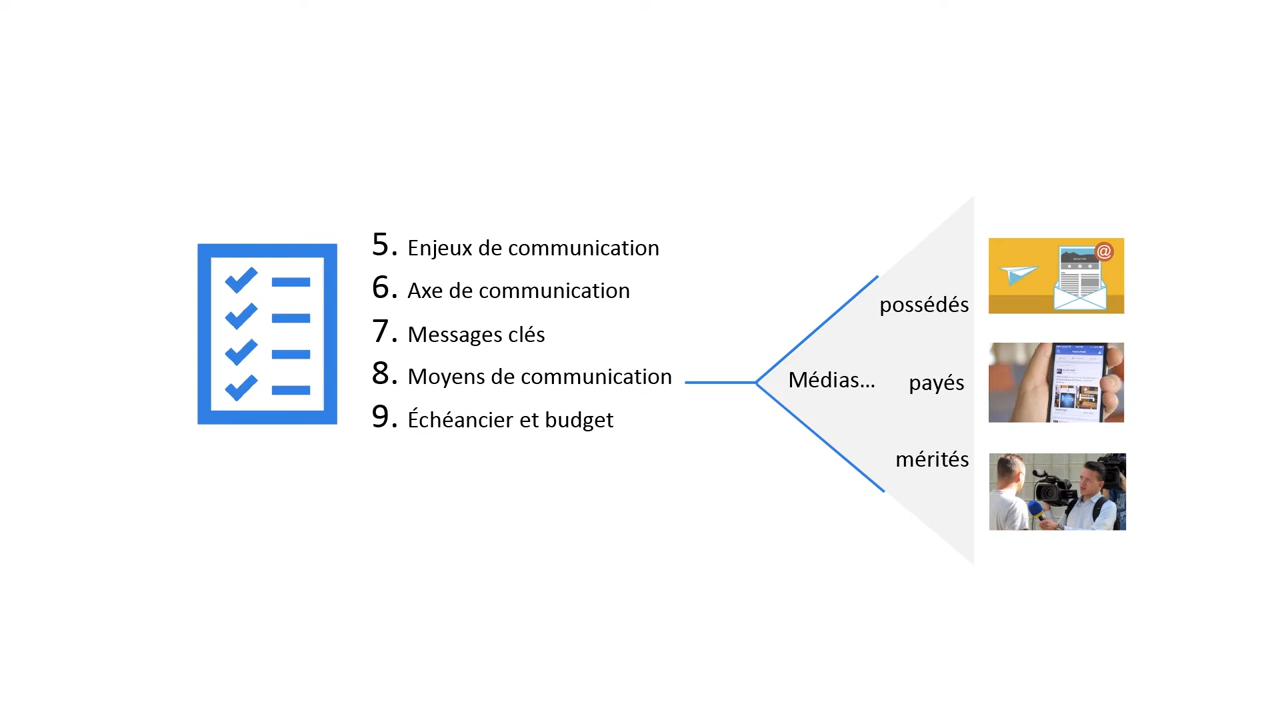 5. Enjeux de communication
6. Axe de communication
7. Messages clés
8. Moyens de communication
9. Échéancier et budget
Médias...
possédés
payés
mérités
@